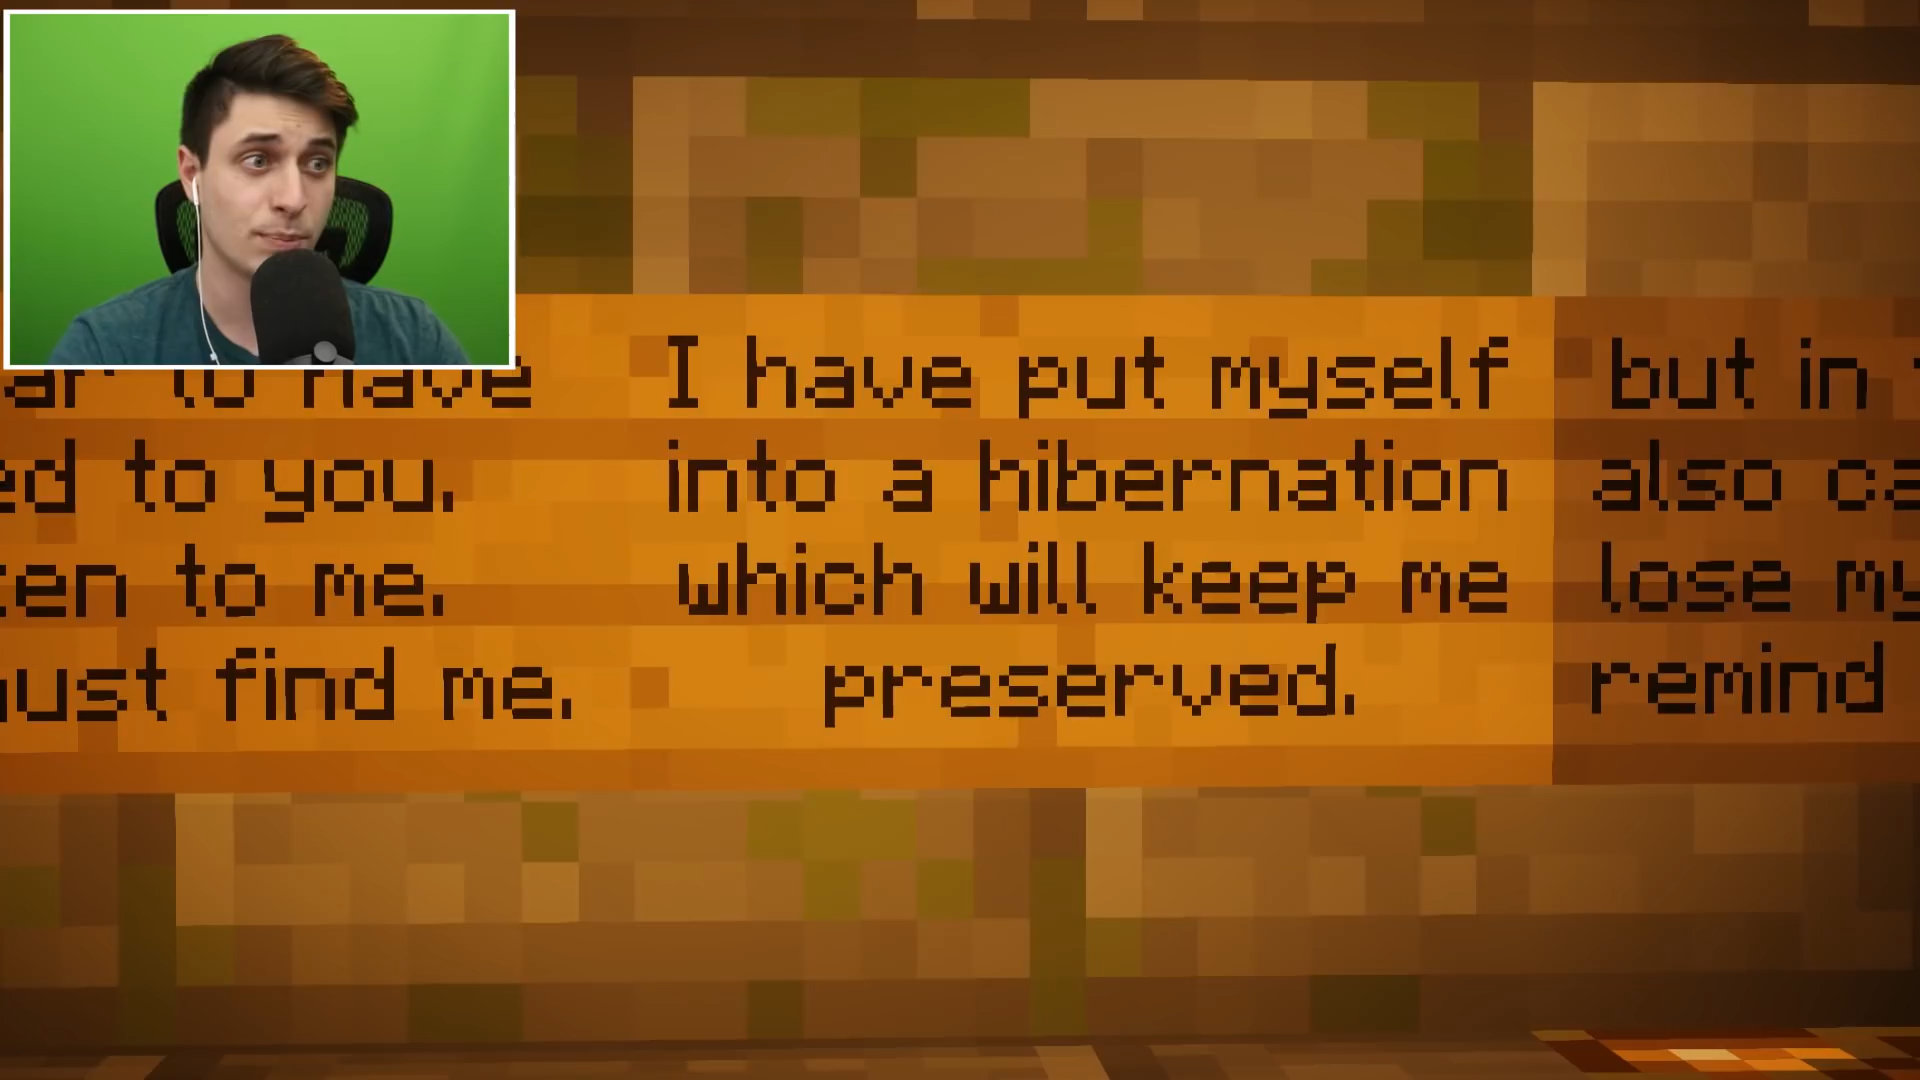 to have
to you.
to me.
find me.
I have put myself
into a hibernation
which will keep me
preserved.
but in
also
lose
remind